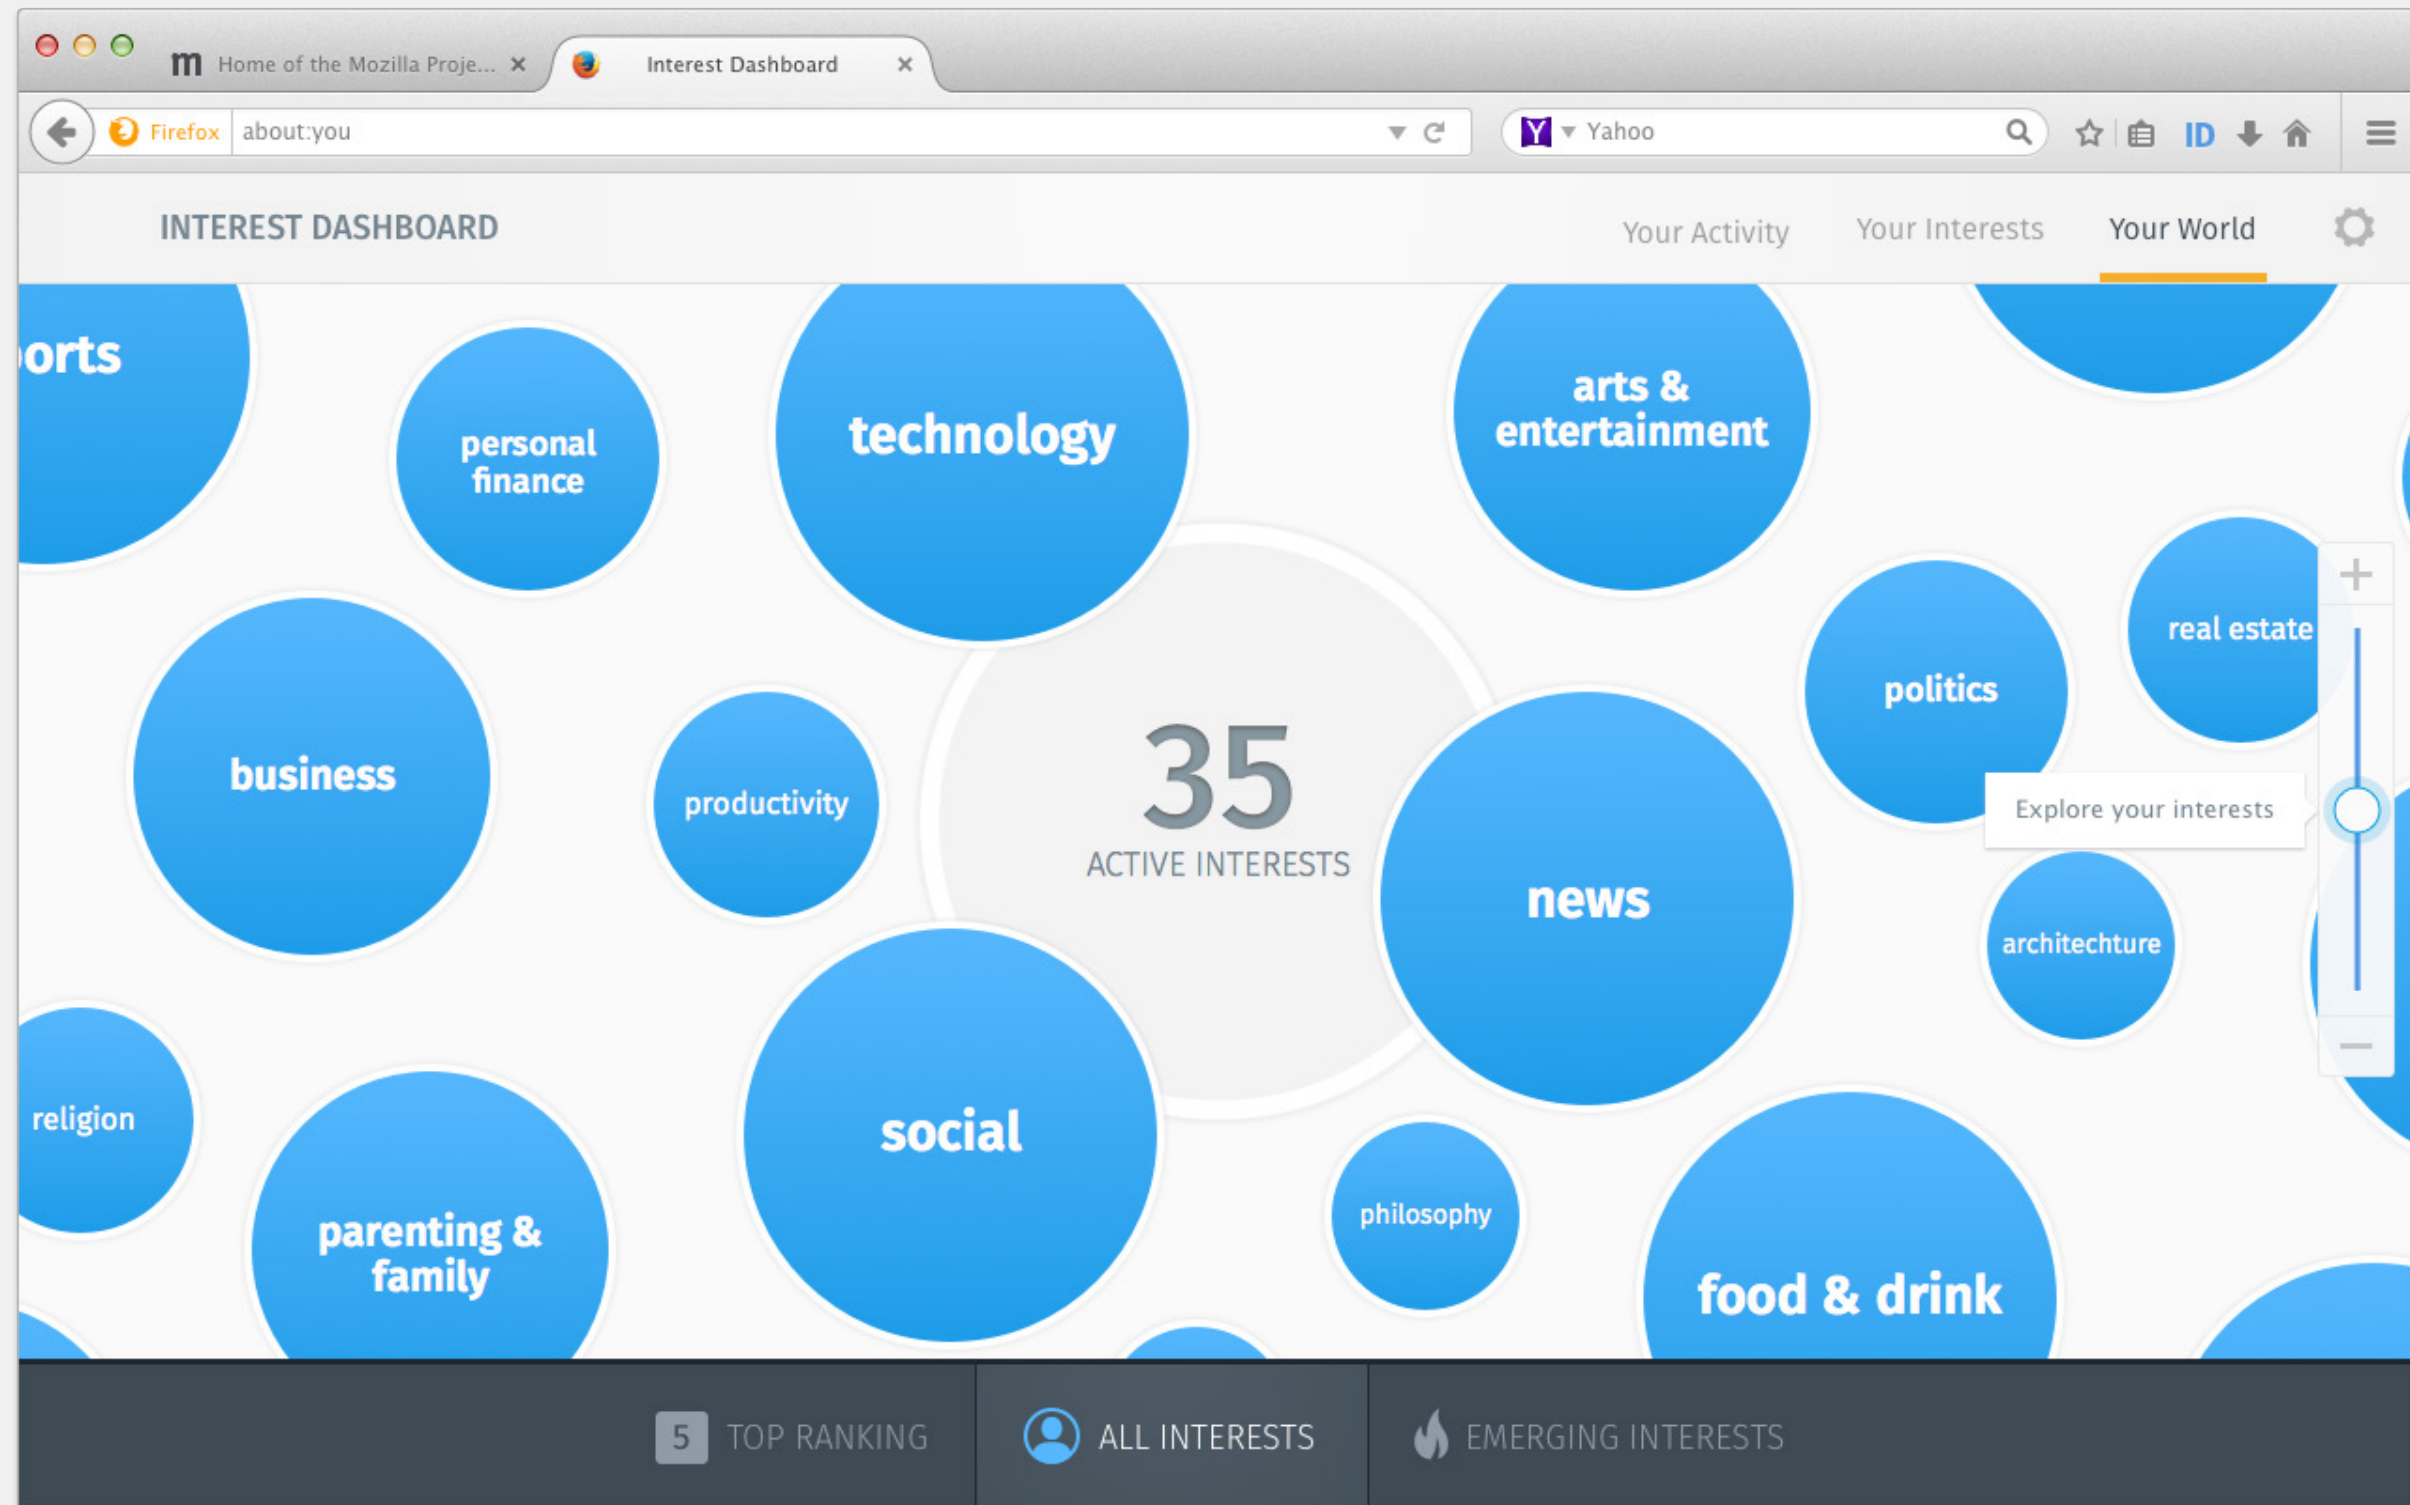 m Home of the Mozilla Proje...
Interest Dashboard
Firefox about:you
Y Yahoo
ID
INTEREST DASHBOARD
Your Activity
Your Interests
Your World
orts
personal
finance
technology
arts &
entertainment
real estate
politics
business
productivity
35
ACTIVE INTERESTS
Explore your interests
news
architechture
religion
social
parenting &
family
philosophy
food & drink
5 TOP RANKING
ALL INTERESTS
EMERGING INTERESTS